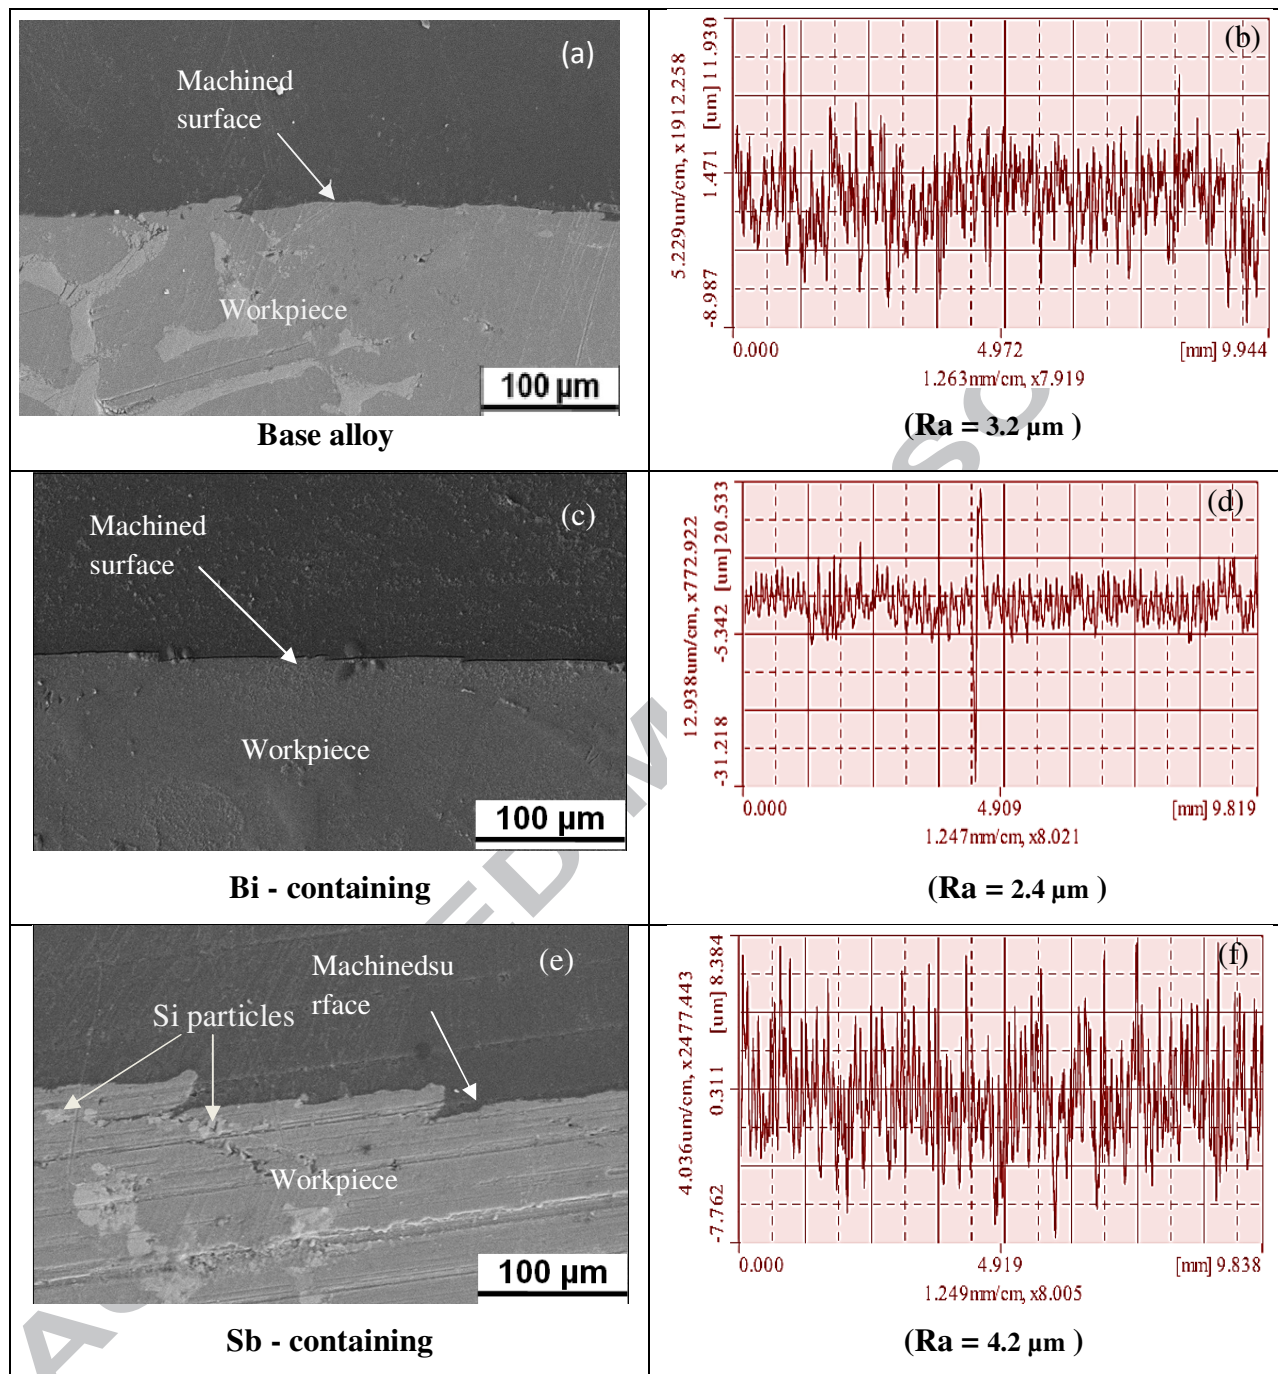 (a)
Machined
surface
Workpiece
100 µm
Base alloy
(b)
5.229um/cm, x1912.258
-8.987 1.471 [um] 11.930
0.000 4.972 [mm] 9.944
1.263mm/cm, x7.919
(Ra = 3.2 µm )
(c)
Machined
surface
Workpiece
100 µm
Bi - containing
(d)
12.938um/cm, x772.922
-31.218 -5.342 [um] 20.533
0.000 4.909 [mm] 9.819
1.247mm/cm, x8.021
(Ra = 2.4 µm )
(e)
Machinedsu
rface
Si particles
Workpiece
100 µm
Sb - containing
(f)
4.036um/cm, x2477.443
-7.762 0.311 [um] 8.384
0.000 4.919 [mm] 9.838
1.249mm/cm, x8.005
(Ra = 4.2 µm )